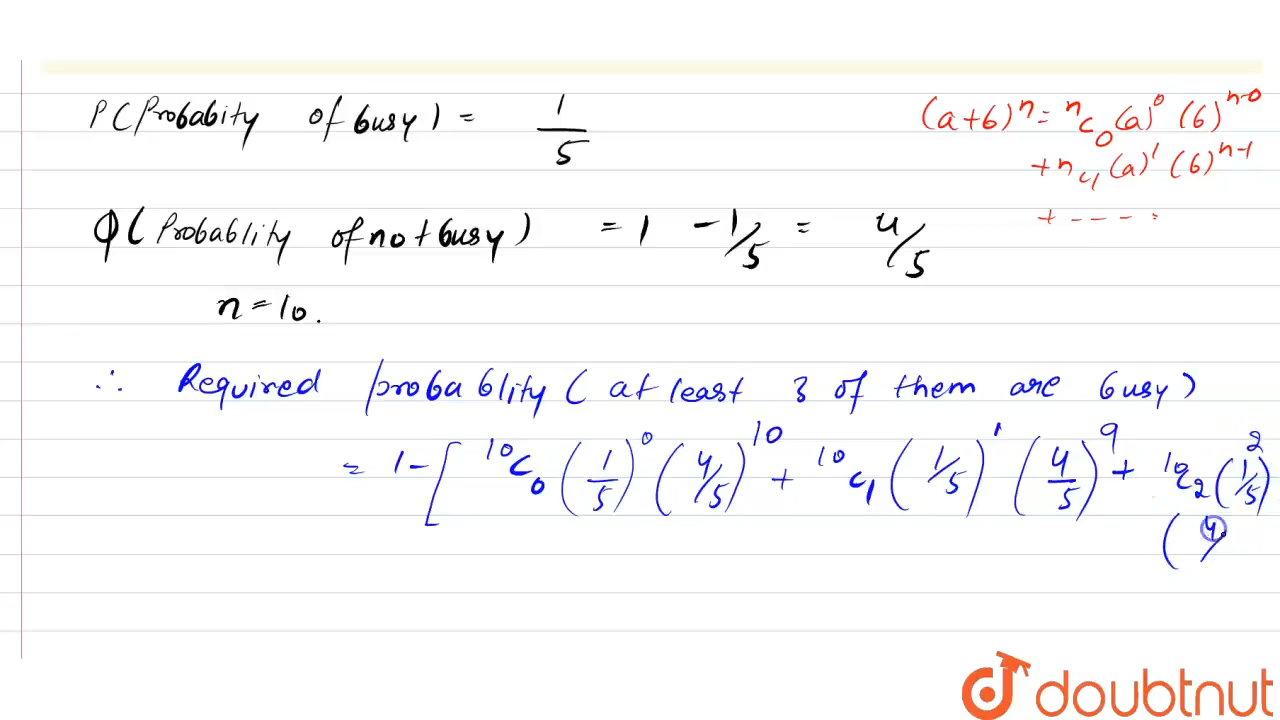 P(Probabity of busy) = 1/5
(a+b)ⁿ = ⁿC₀ (a)⁰ (b)ⁿ⁻⁰
+ ⁿC₁ (a)¹ (b)ⁿ⁻¹
+ - - - -
Q(Probablity of not busy) = 1 - 1/5 = 4/5
n = 10.
∴ Required probablity (at least 3 of them are busy)
= 1 - [ ¹⁰C₀ (1/5)⁰ (4/5)¹⁰ + ¹⁰C₁ (1/5)¹ (4/5)⁹ + ¹⁰C₂ (1/5)²
( 4/
doubtnut